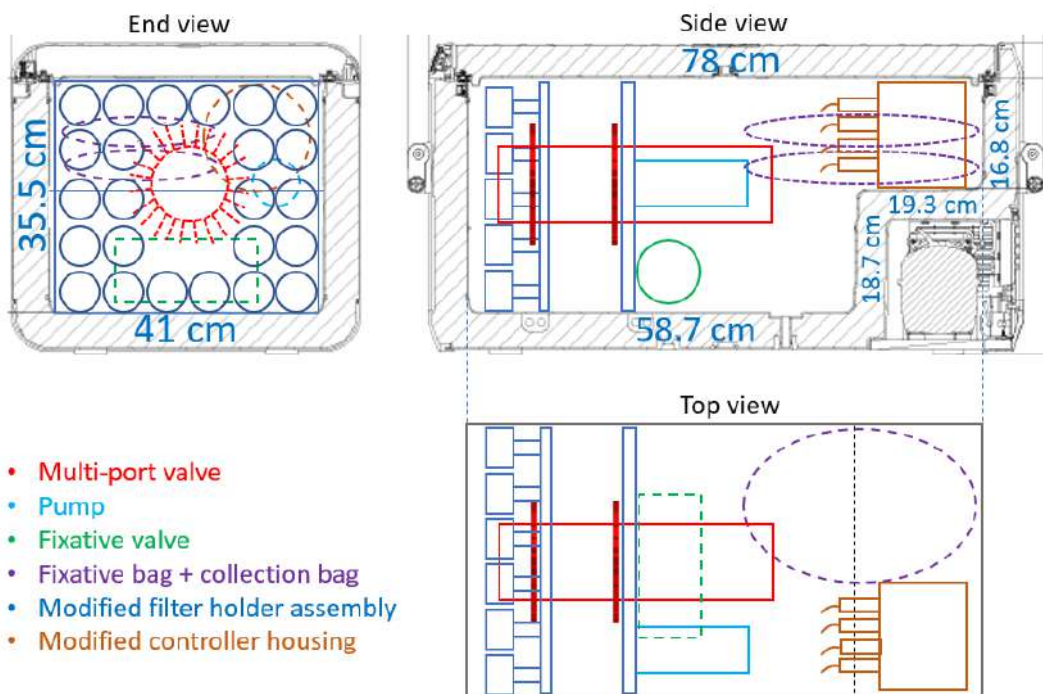 End view
Side view
78 cm
35.5 cm
16.8 cm
19.3 cm
18.7 cm
41 cm
58.7 cm
Top view
• Multi-port valve
• Pump
• Fixative valve
• Fixative bag + collection bag
• Modified filter holder assembly
• Modified controller housing